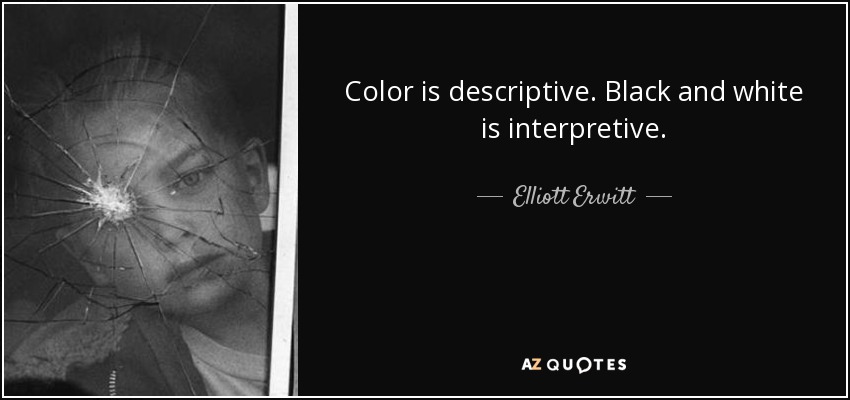 Color is descriptive. Black and white
is interpretive.
Elliott Erwitt
AZ QUOTES